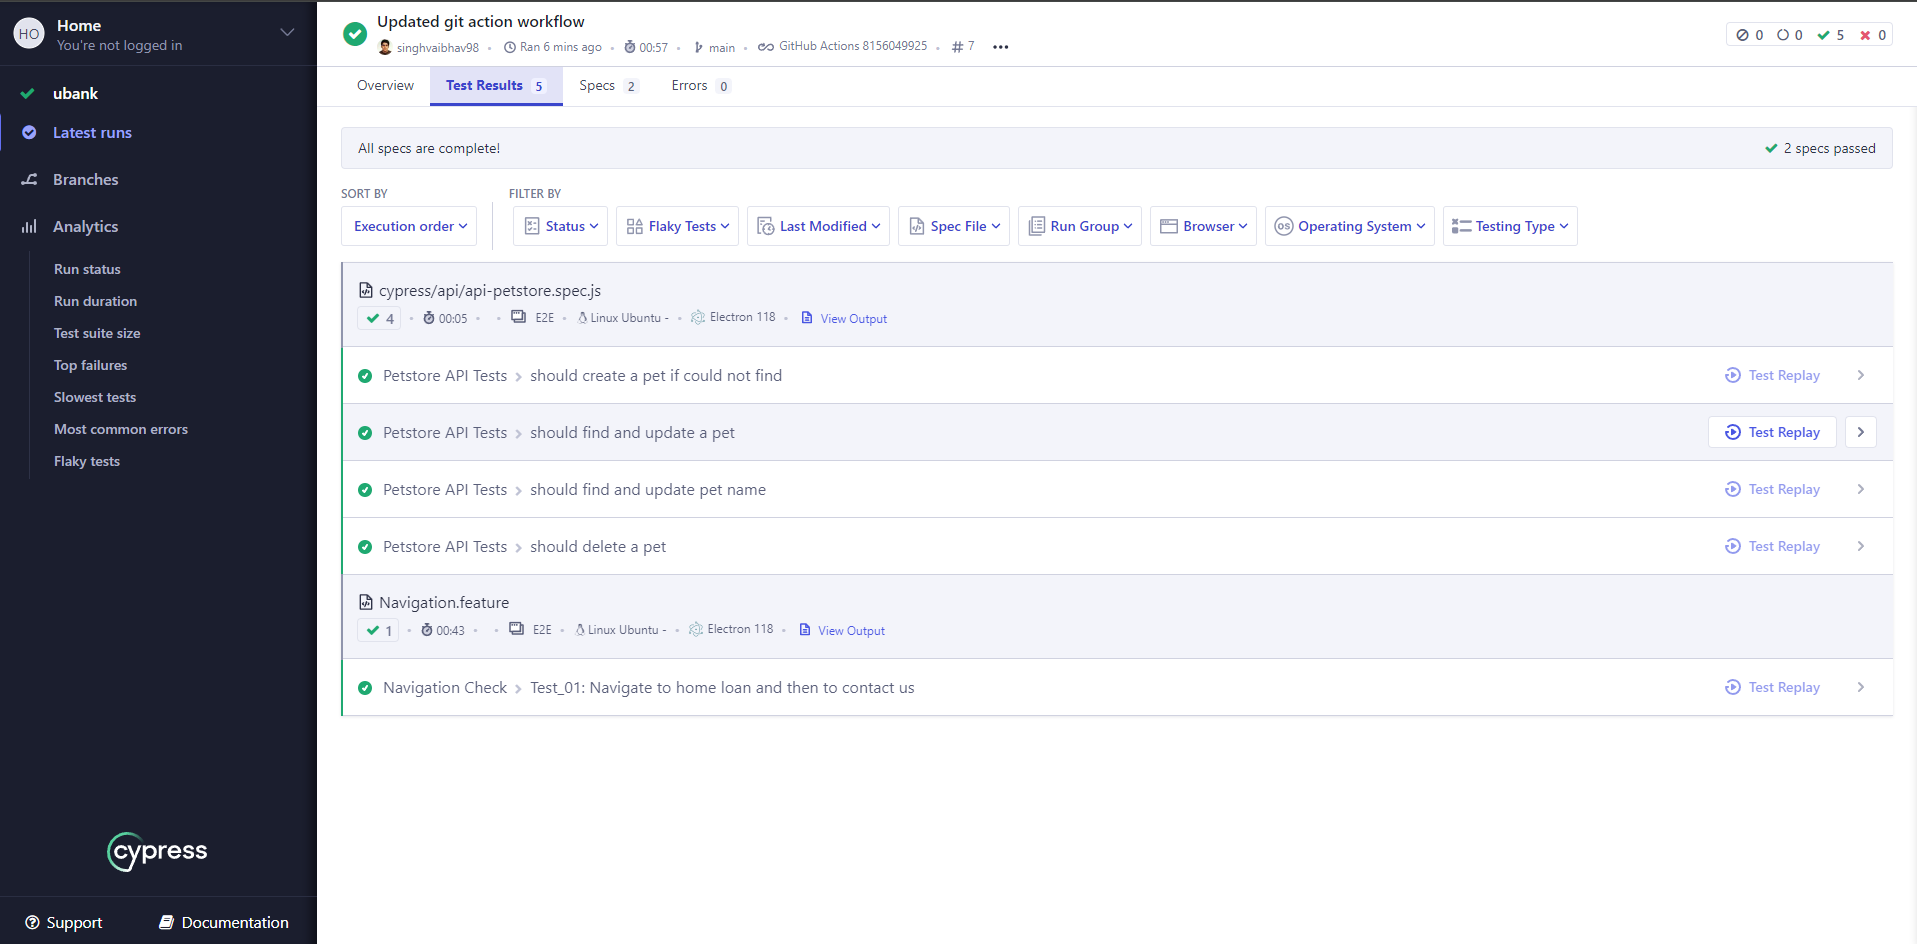 HO
Home
You're not logged in
ubank
Latest runs
Branches
Analytics
Run status
Run duration
Test suite size
Top failures
Slowest tests
Most common errors
Flaky tests
cypress
Support
Documentation
Updated git action workflow
singhvaibhav98 Ran 6 mins ago 00:57 main GitHub Actions 8156049925 # 7
0 0 5 0
Overview Test Results 5 Specs 2 Errors 0
All specs are complete! 2 specs passed
SORT BY FILTER BY
Execution order Status Flaky Tests Last Modified Spec File Run Group Browser OS Operating System Testing Type
cypress/api/api-petstore.spec.js
4 00:05 E2E Linux Ubuntu - Electron 118 View Output
Petstore API Tests should create a pet if could not find Test Replay
Petstore API Tests should find and update a pet Test Replay
Petstore API Tests should find and update pet name Test Replay
Petstore API Tests should delete a pet Test Replay
Navigation.feature
1 00:43 E2E Linux Ubuntu - Electron 118 View Output
Navigation Check Test_01: Navigate to home loan and then to contact us Test Replay